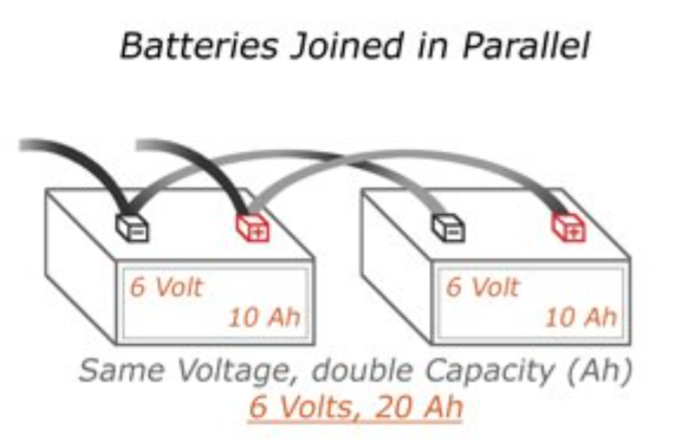 Batteries Joined in Parallel
- + - +
6 Volt 6 Volt
10 Ah 10 Ah
Same Voltage, double Capacity (Ah)
6 Volts, 20 Ah